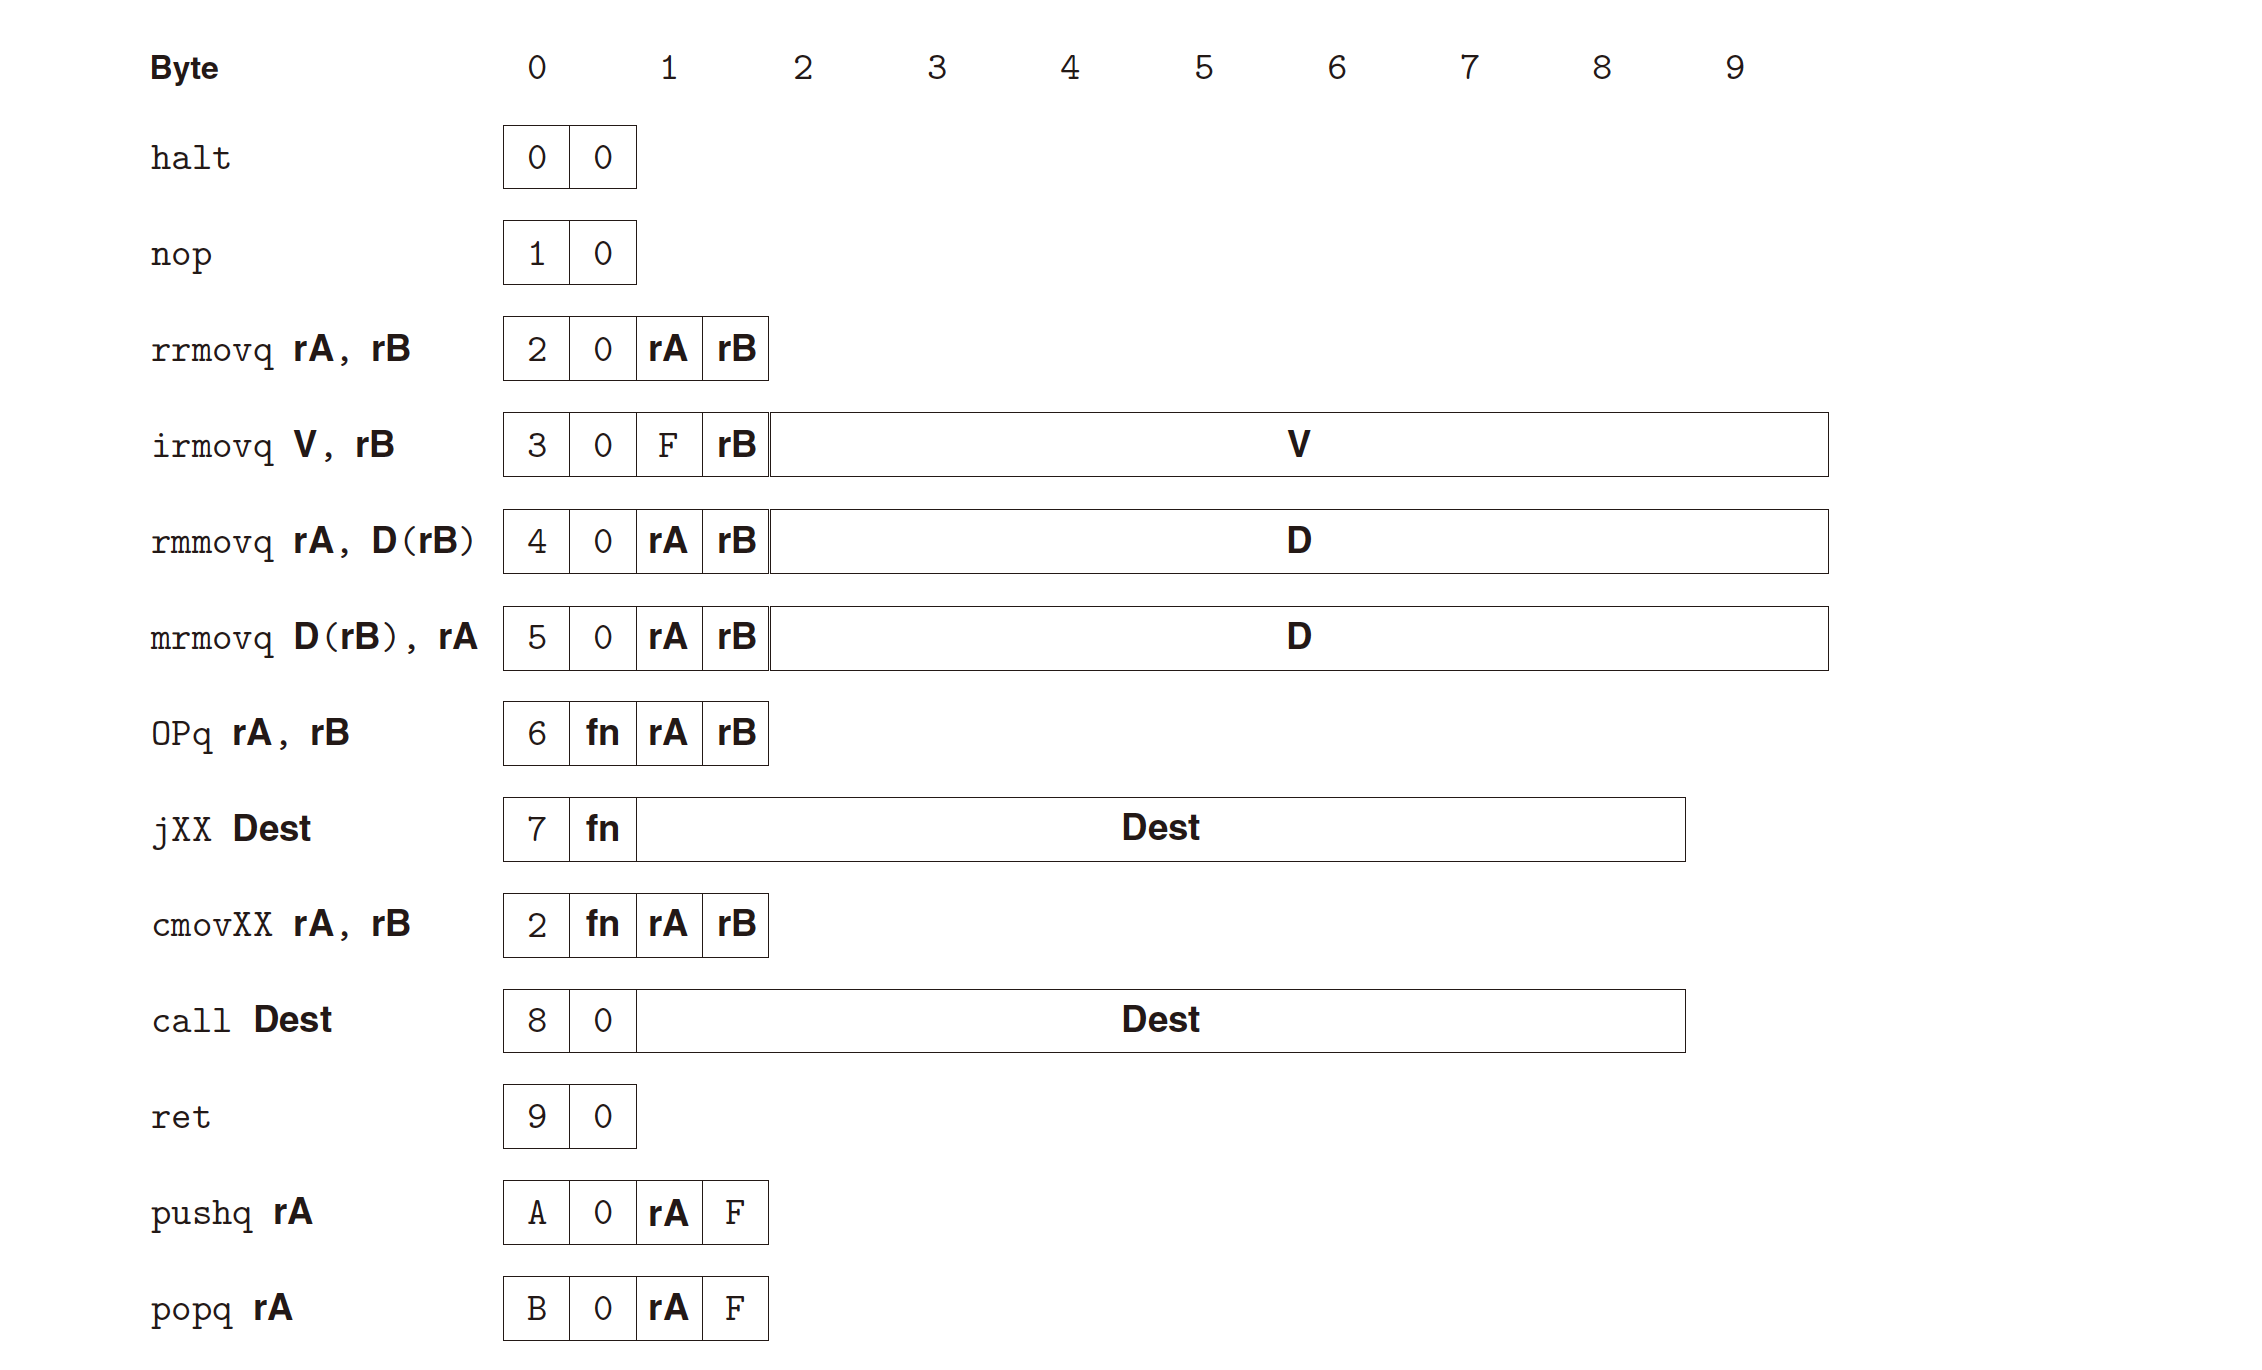 Byte 0 1 2 3 4 5 6 7 8 9
halt 0 0
nop 1 0
rrmovq rA, rB 2 0 rA rB
irmovq V, rB 3 0 F rB V
rmmovq rA, D(rB) 4 0 rA rB D
mrmovq D(rB), rA 5 0 rA rB D
OPq rA, rB 6 fn rA rB
jXX Dest 7 fn Dest
cmovXX rA, rB 2 fn rA rB
call Dest 8 0 Dest
ret 9 0
pushq rA A 0 rA F
popq rA B 0 rA F